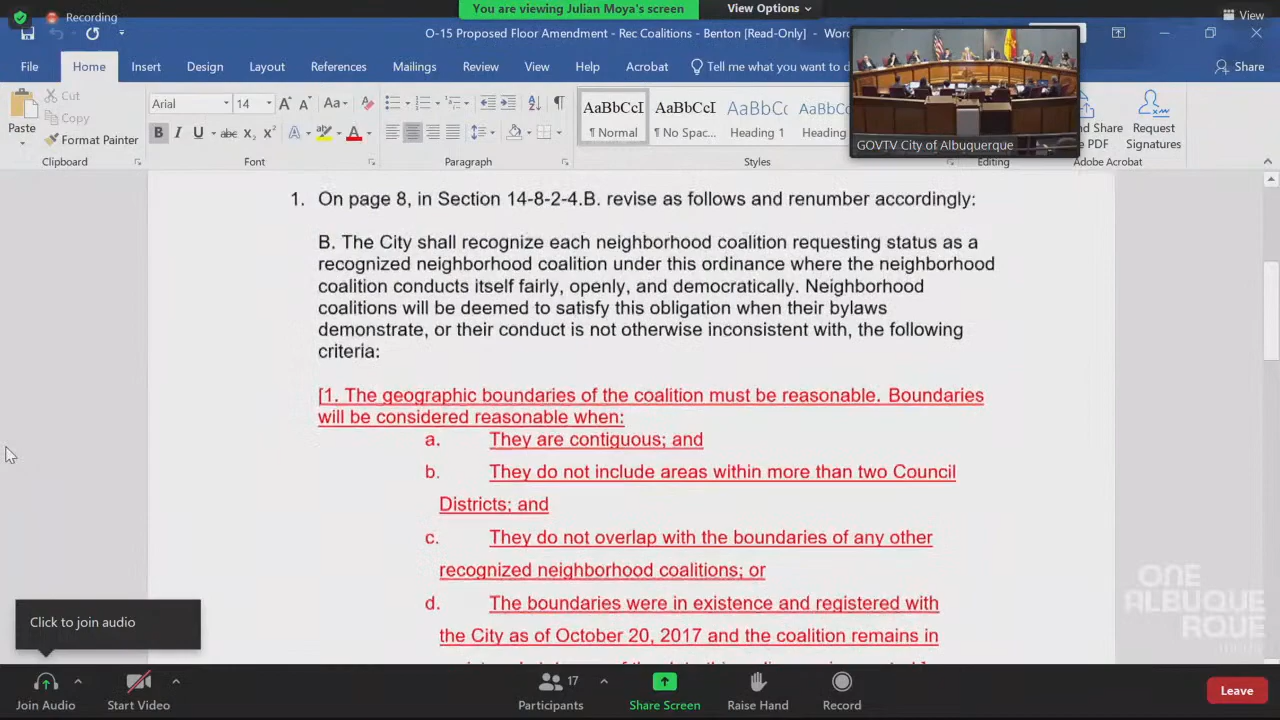 Recording
You are viewing Julian Moya's screen
View Options
View
O-15 Proposed Floor Amendment - Rec Coalitions - Benton [Read-Only] - Word
File Home Insert Design Layout References Mailings Review View Help Acrobat Tell me what you want to d
Share
Paste
Cut
Copy
Format Painter
Arial 14
AaBbCcI AaBbCcI AaBbC AaBbC
¶ Normal ¶ No Spac... Heading 1 Heading
nd Share
PDF
Request
Signatures
Clipboard Font Paragraph Styles Editing Adobe Acrobat
GOVTV City of Albuquerque
1. On page 8, in Section 14-8-2-4.B. revise as follows and renumber accordingly:
B. The City shall recognize each neighborhood coalition requesting status as a
recognized neighborhood coalition under this ordinance where the neighborhood
coalition conducts itself fairly, openly, and democratically. Neighborhood
coalitions will be deemed to satisfy this obligation when their bylaws
demonstrate, or their conduct is not otherwise inconsistent with, the following
criteria:
[1. The geographic boundaries of the coalition must be reasonable. Boundaries
will be considered reasonable when:
a. They are contiguous; and
b. They do not include areas within more than two Council
Districts; and
c. They do not overlap with the boundaries of any other
recognized neighborhood coalitions; or
d. The boundaries were in existence and registered with
the City as of October 20, 2017 and the coalition remains in
ONE
ALBUQUE
RQUE
Click to join audio
Join Audio
Start Video
17
Participants
Share Screen
Raise Hand
Record
Leave